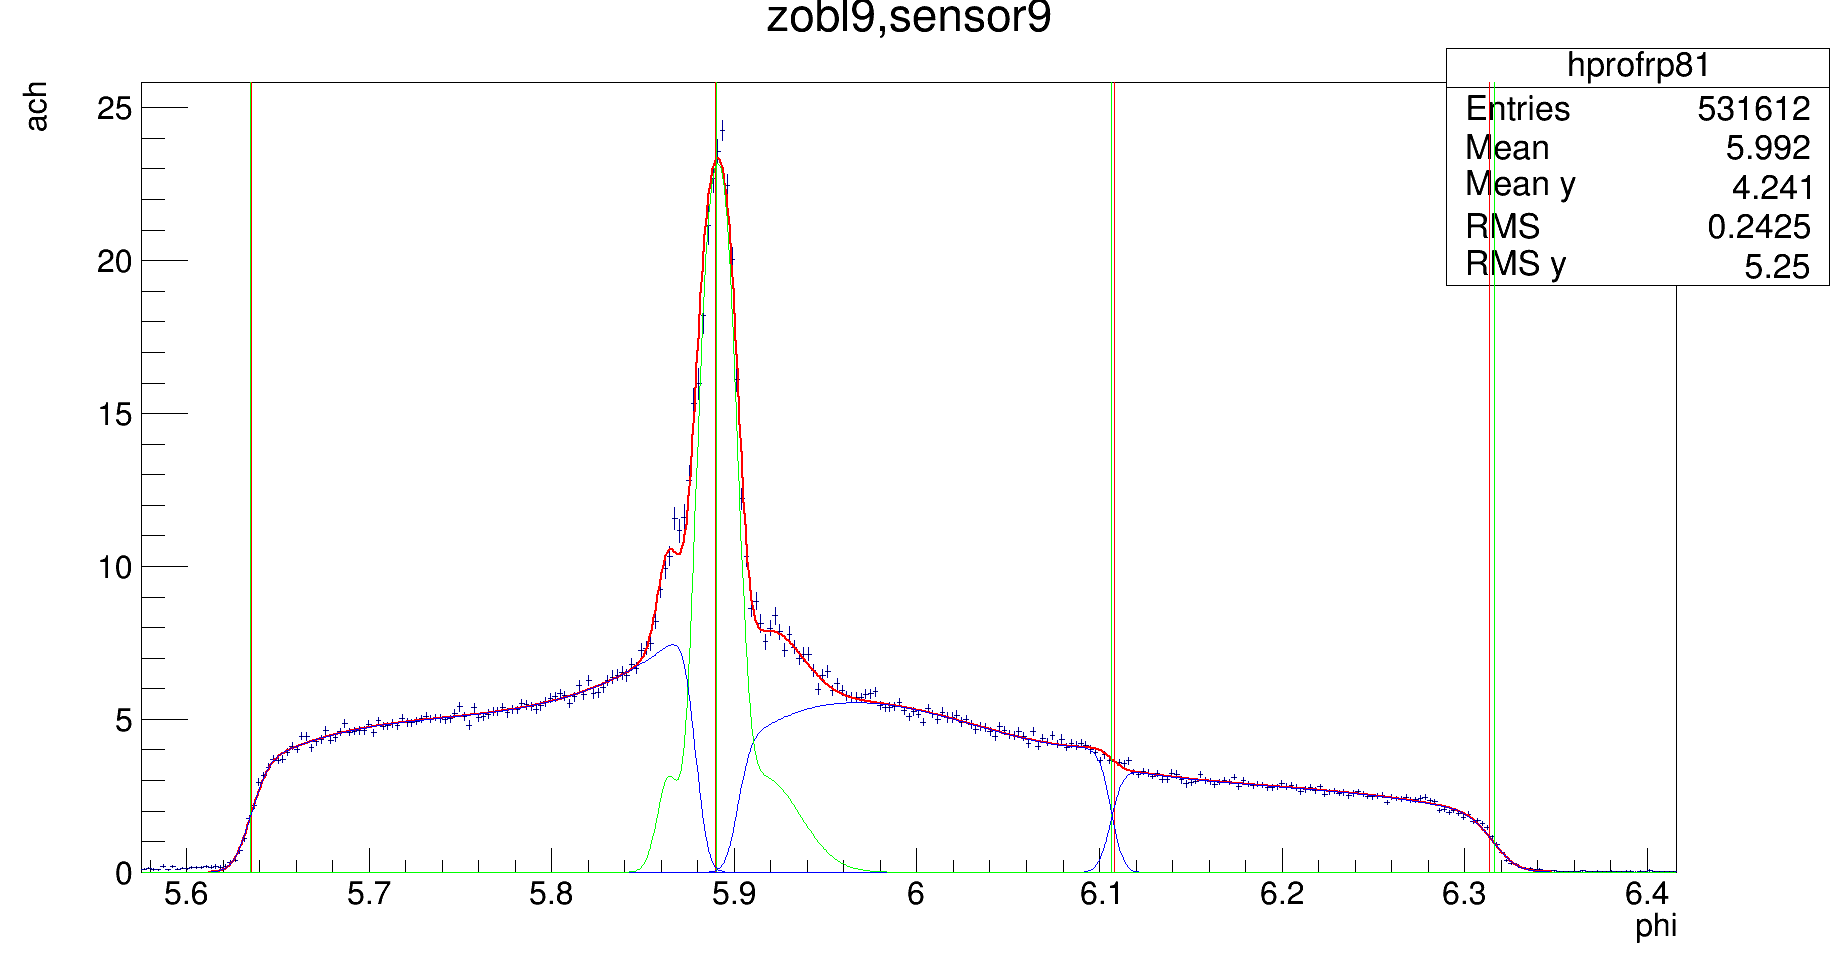 zobl9,sensor9
hprofrp81
Entries 531612
Mean 5.992
Mean y 4.241
RMS 0.2425
RMS y 5.25
ach
25
20
15
10
5
0
5.6 5.7 5.8 5.9 6 6.1 6.2 6.3 6.4
phi